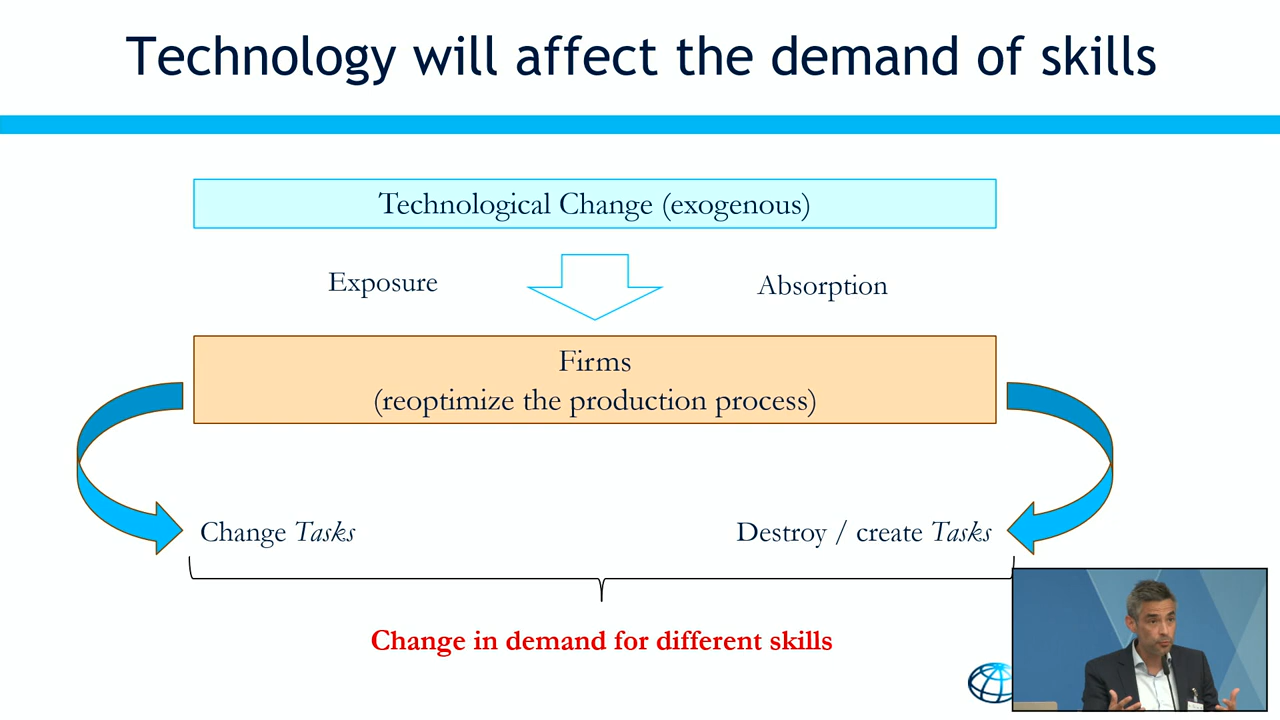 Technology will affect the demand of skills
Technological Change (exogenous)
Exposure
Absorption
Firms
(reoptimize the production process)
Change Tasks
Destroy / create Tasks
Change in demand for different skills